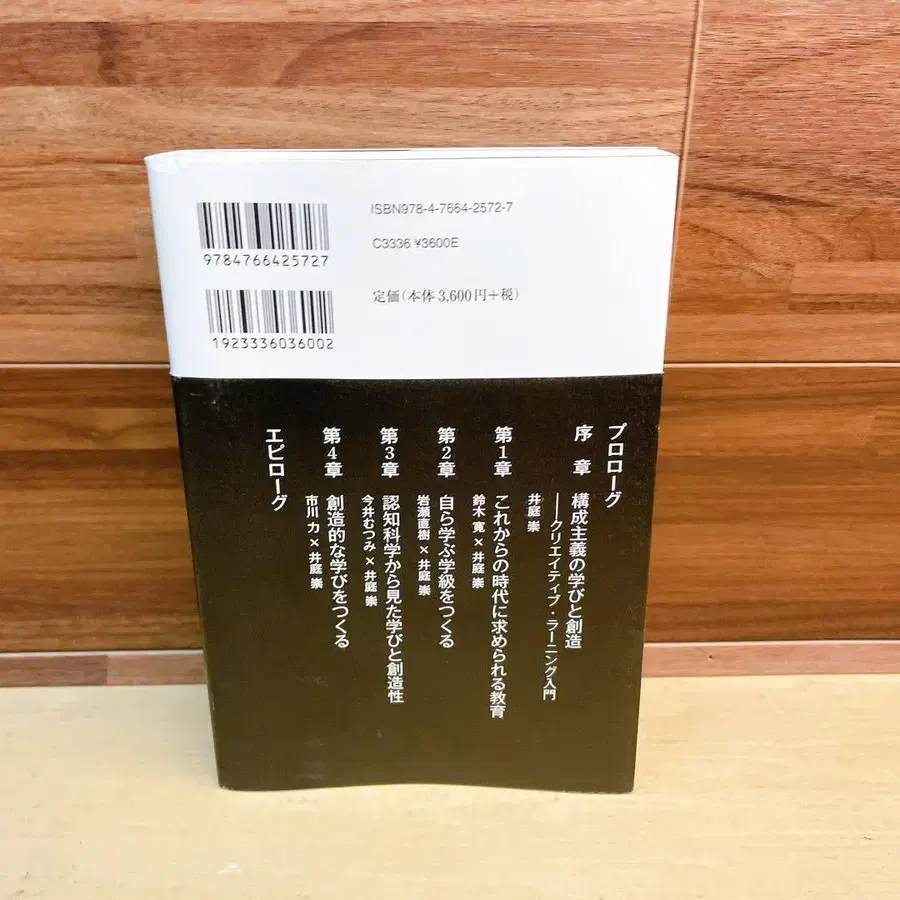 ISBN978-4-7664-2572-7
C3336 ¥3600E
定価(本体3,600円+税)
9784766425727
1923336036002
プロローグ
序章 構成主義の学びと創造
──クリエイティブ・ラーニング入門
井庭 崇
第1章 これからの時代に求められる教育
鈴木 寛×井庭 崇
第2章 自ら学ぶ学級をつくる
岩瀬直樹×井庭 崇
第3章 認知科学から見た学びと創造性
今井むつみ×井庭 崇
第4章 創造的な学びをつくる
市川 力×井庭 崇
エピローグ